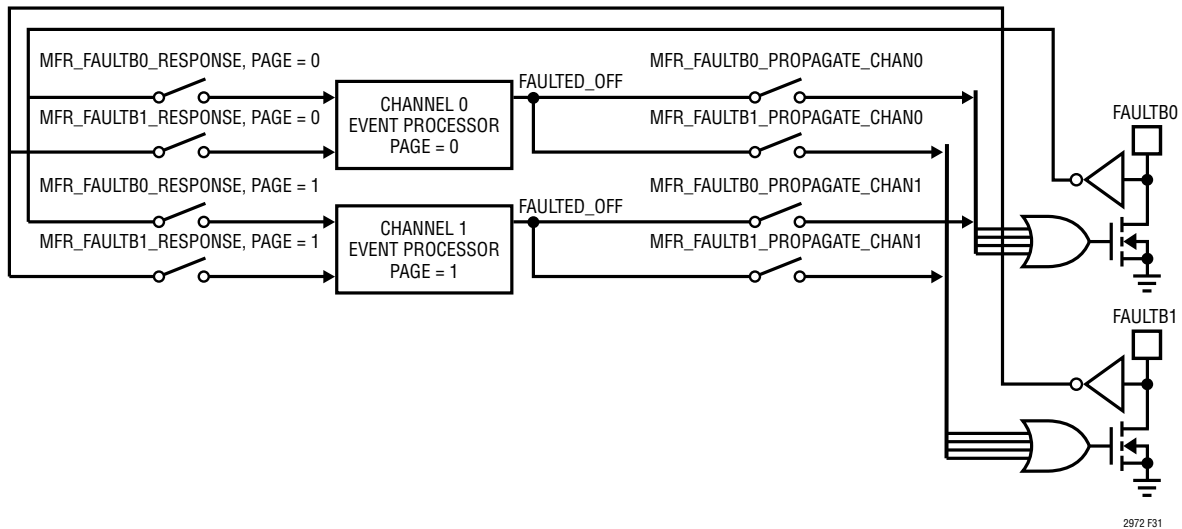 MFR_FAULTB0_RESPONSE, PAGE = 0
MFR_FAULTB0_PROPAGATE_CHAN0
FAULTED_OFF
CHANNEL 0
EVENT PROCESSOR
PAGE = 0
MFR_FAULTB1_RESPONSE, PAGE = 0
MFR_FAULTB1_PROPAGATE_CHAN0
FAULTB0
MFR_FAULTB0_RESPONSE, PAGE = 1
MFR_FAULTB0_PROPAGATE_CHAN1
FAULTED_OFF
CHANNEL 1
EVENT PROCESSOR
PAGE = 1
MFR_FAULTB1_RESPONSE, PAGE = 1
MFR_FAULTB1_PROPAGATE_CHAN1
FAULTB1
2972 F31